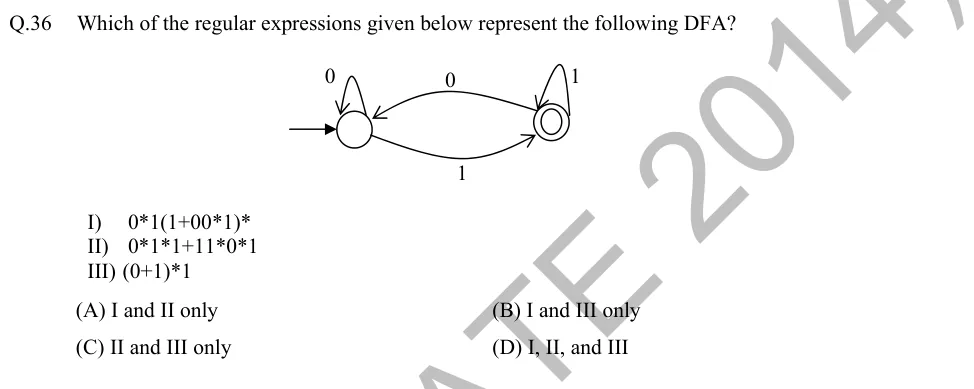 Q.36 Which of the regular expressions given below represent the following DFA?
0 0 1
1
I) 0*1(1+00*1)*
II) 0*1*1+11*0*1
III) (0+1)*1
(A) I and II only (B) I and III only
(C) II and III only (D) I, II, and III
ATE 2014